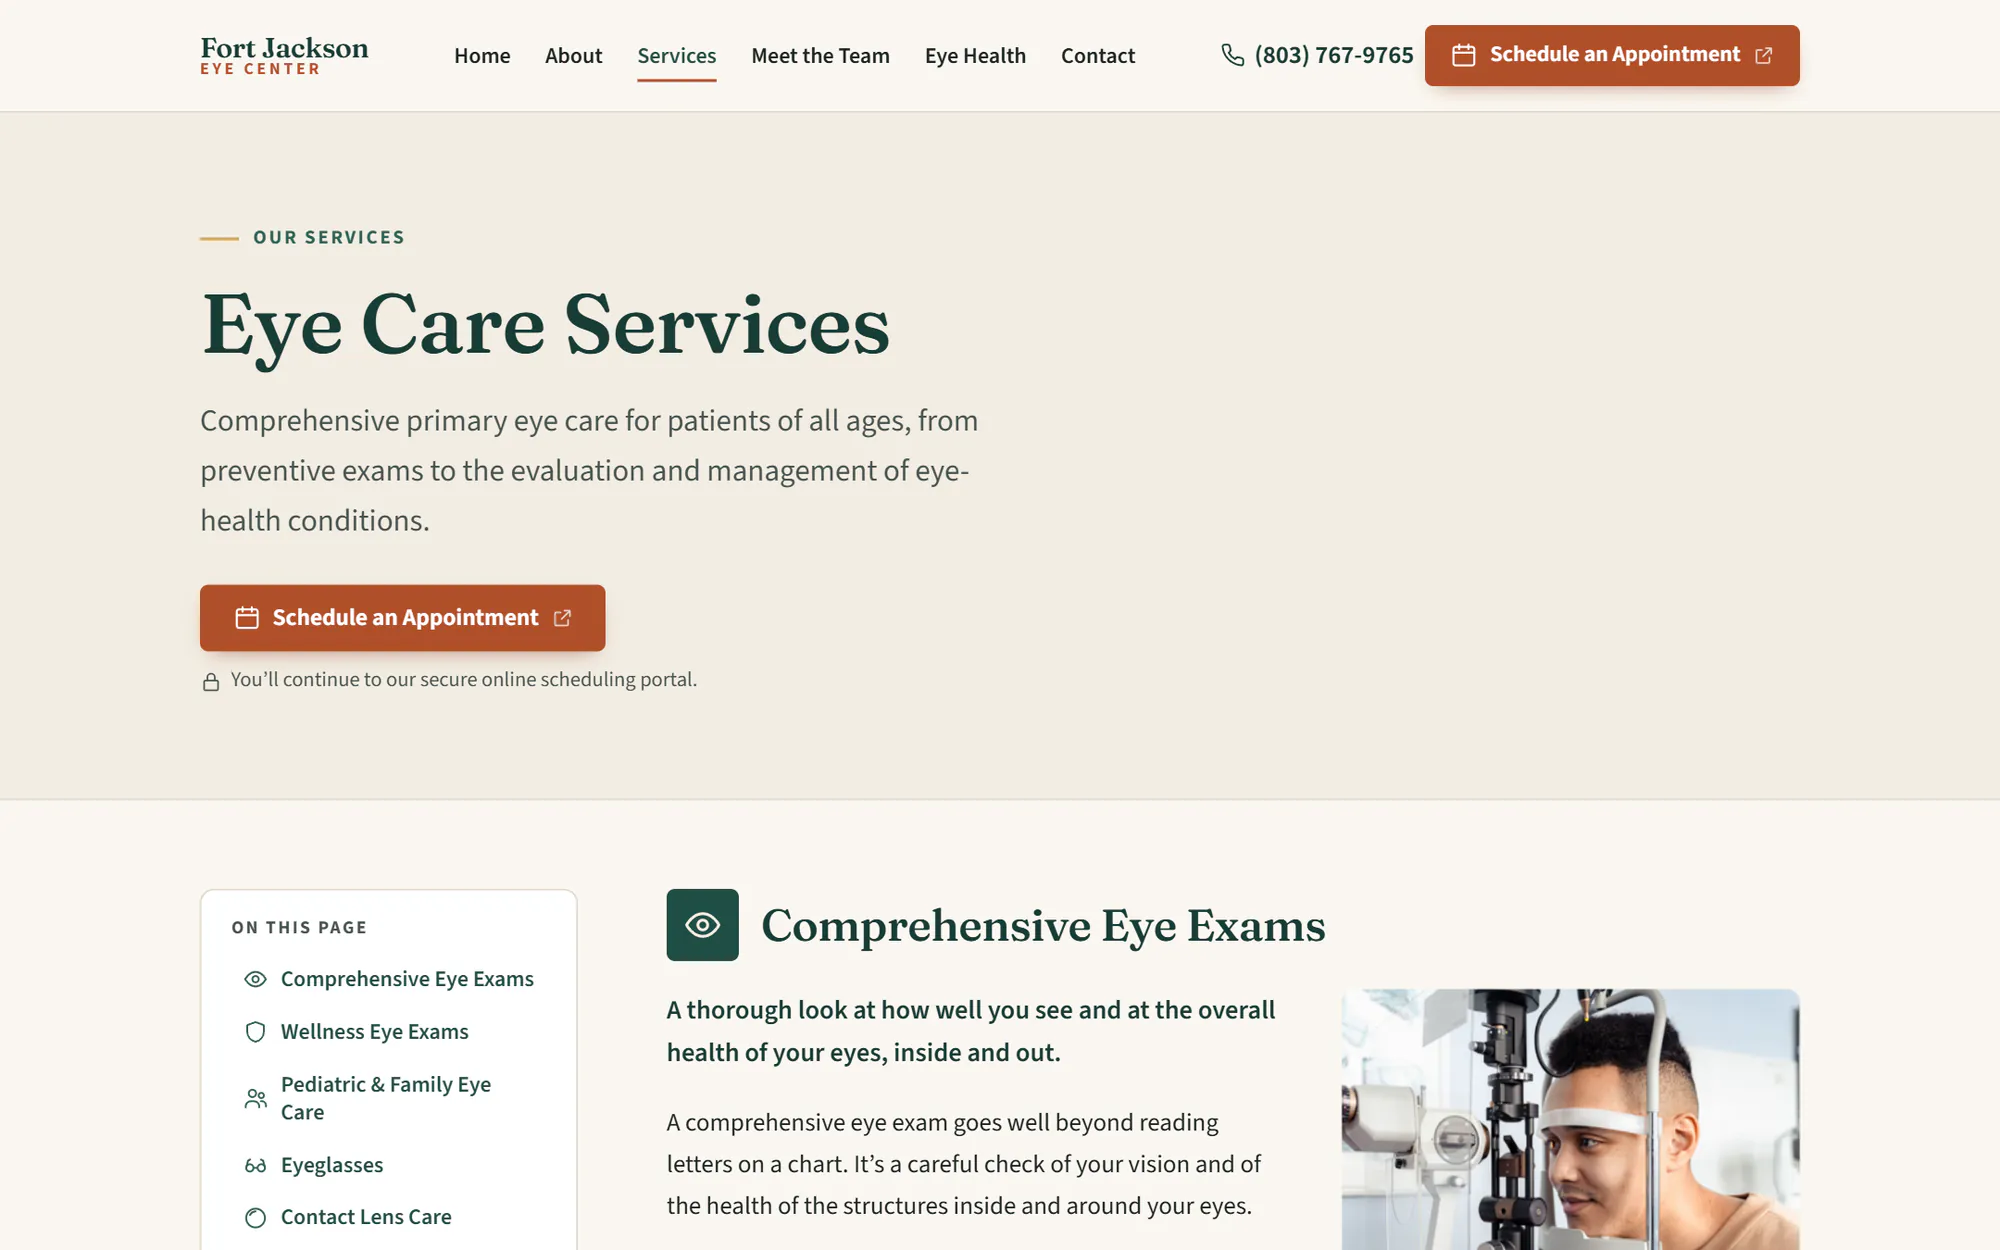 Fort Jackson
EYE CENTER
Home
About
Services
Meet the Team
Eye Health
Contact
(803) 767-9765
Schedule an Appointment
OUR SERVICES
Eye Care Services
Comprehensive primary eye care for patients of all ages, from
preventive exams to the evaluation and management of eye-
health conditions.
Schedule an Appointment
You’ll continue to our secure online scheduling portal.
ON THIS PAGE
Comprehensive Eye Exams
Wellness Eye Exams
Pediatric & Family Eye
Care
Eyeglasses
Contact Lens Care
Comprehensive Eye Exams
A thorough look at how well you see and at the overall
health of your eyes, inside and out.
A comprehensive eye exam goes well beyond reading
letters on a chart. It’s a careful check of your vision and of
the health of the structures inside and around your eyes.